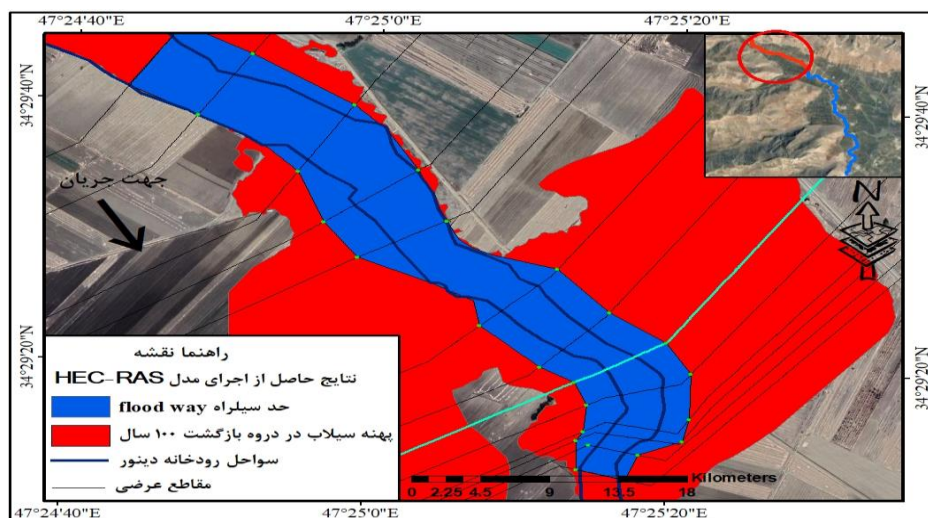 47°24'40"E
47°25'0"E
47°25'20"E
34°29'40"N
34°29'40"N
N
جهت جریان
34°29'20"N
34°29'20"N
راهنما نقشه
نتایج حاصل از اجرای مدل HEC-RAS
حد سیلراه flood way
پهنه سیلاب در دروه بازگشت ۱۰۰ سال
سواحل رودخانه دینور
مقاطع عرضی
Kilometers
0 2.25 4.5 9 13.5 18
47°24'40"E
47°25'0"E
47°25'20"E